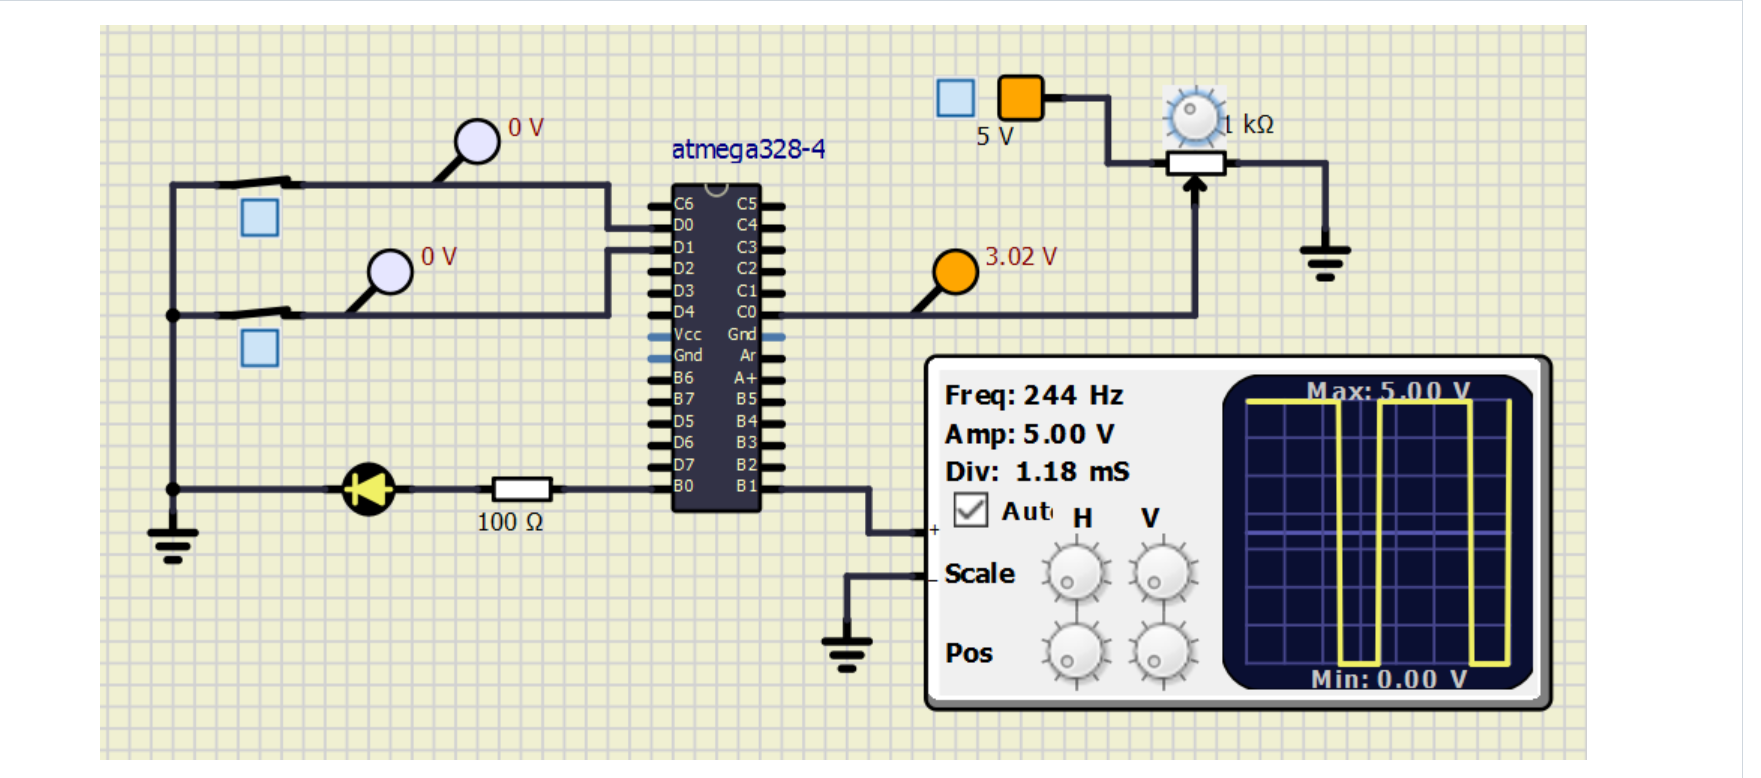 0 V
5 V
1 kΩ
atmega328-4
0 V
3.02 V
C6 C5
D0 C4
D1 C3
D2 C2
D3 C1
D4 C0
Vcc Gnd
Gnd Ar
B6 A+
B7 B5
D5 B4
D6 B3
D7 B2
B0 B1
100 Ω
Freq: 244 Hz
Amp: 5.00 V
Div: 1.18 mS
Aut H V
+
- Scale
Pos
Max: 5.00 V
Min: 0.00 V